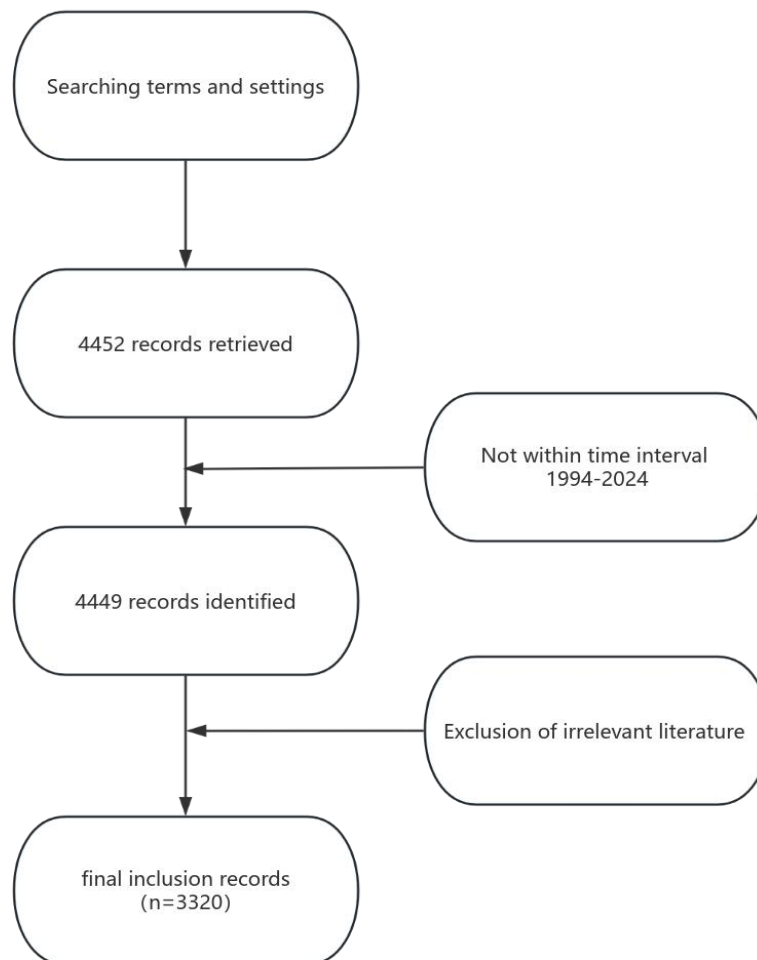 Searching terms and settings
4452 records retrieved
Not within time interval
1994-2024
4449 records identified
Exclusion of irrelevant literature
final inclusion records
(n=3320)